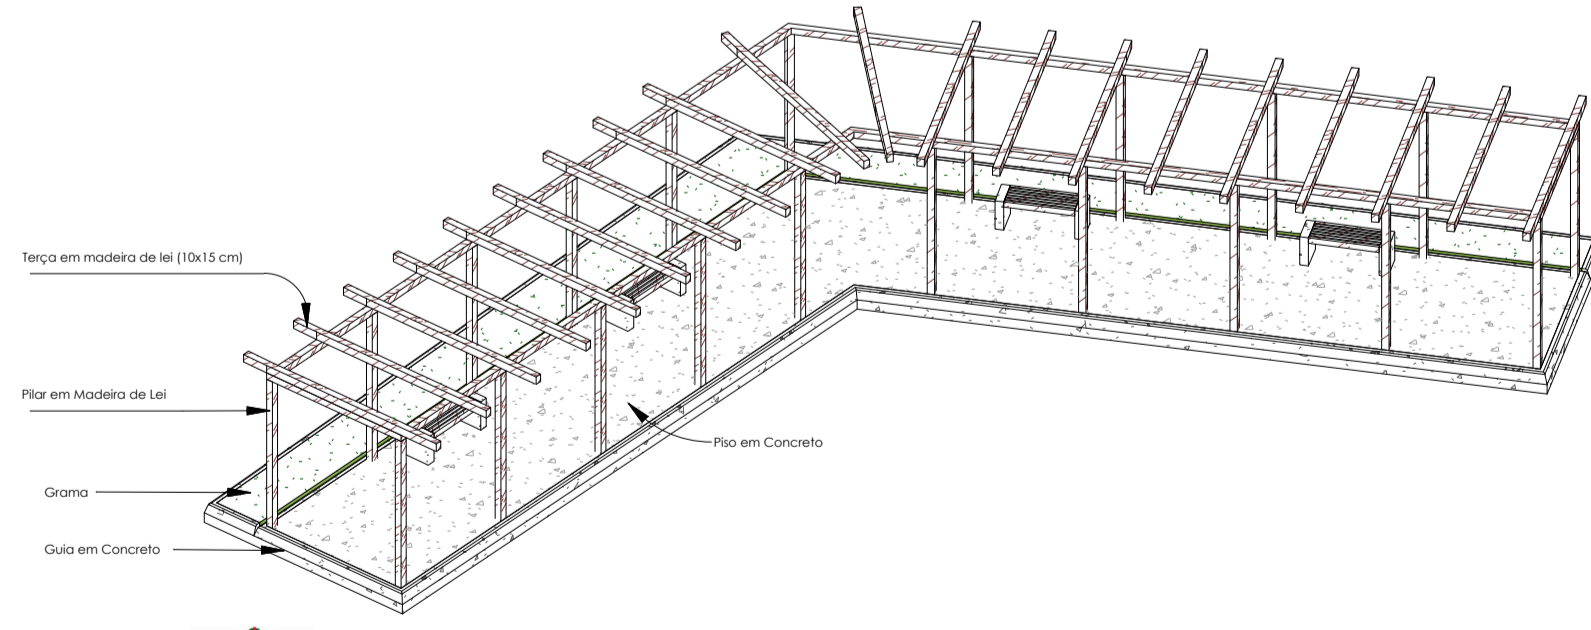 Terça em madeira de lei (10x15 cm)
Pilar em Madeira de Lei
Piso em Concreto
Grama
Guia em Concreto